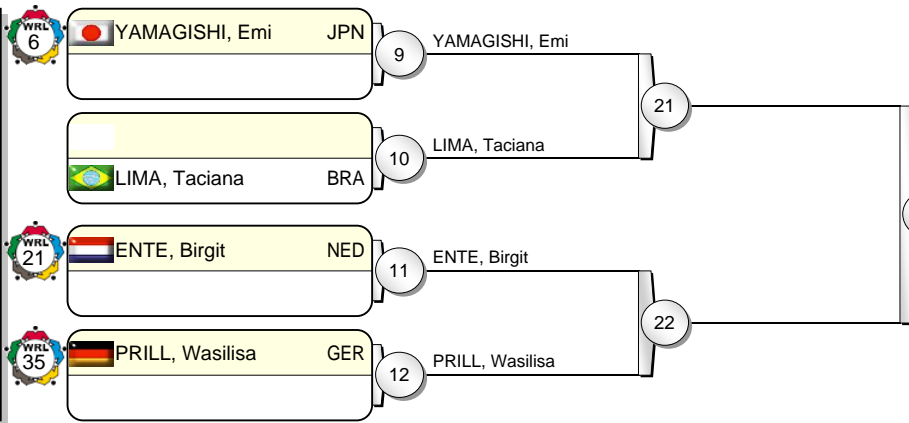 WRL
6
YAMAGISHI, Emi JPN
9
YAMAGISHI, Emi
21
10
LIMA, Taciana
LIMA, Taciana BRA
WRL
21
ENTE, Birgit NED
11
ENTE, Birgit
22
WRL
35
PRILL, Wasilisa GER
12
PRILL, Wasilisa